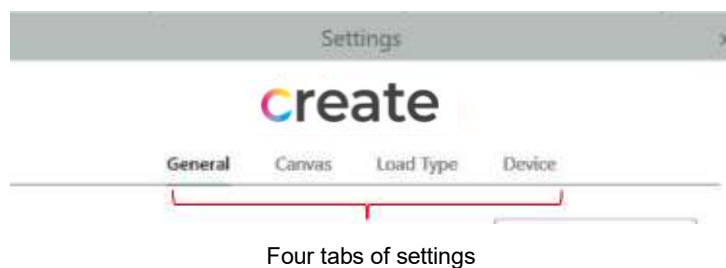 Settings
create
General Canvas Load Type Device
Four tabs of settings